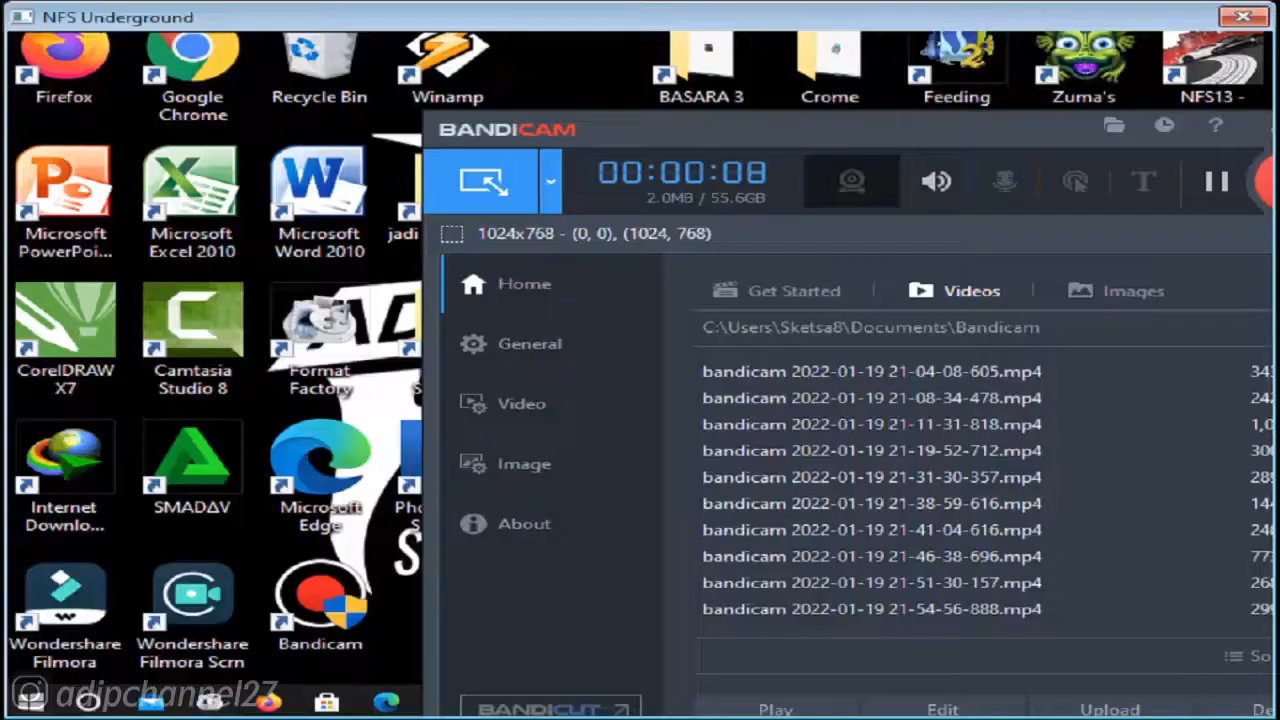 NFS Underground
Firefox
Google
Chrome
Recycle Bin
Winamp
BASARA 3
Crome
Feeding
Zuma's
NFS13 -
BANDICAM
?
00:00:08
2.0MB / 55.6GB
T
1024x768 - (0, 0), (1024, 768)
Microsoft
PowerPoi...
Microsoft
Excel 2010
Microsoft
Word 2010
jadi
Home
General
Video
Image
About
Get Started
Videos
Images
C:\Users\Sketsa8\Documents\Bandicam
bandicam 2022-01-19 21-04-08-605.mp4
bandicam 2022-01-19 21-08-34-478.mp4
bandicam 2022-01-19 21-11-31-818.mp4
bandicam 2022-01-19 21-19-52-712.mp4
bandicam 2022-01-19 21-31-30-357.mp4
bandicam 2022-01-19 21-38-59-616.mp4
bandicam 2022-01-19 21-41-04-616.mp4
bandicam 2022-01-19 21-46-38-696.mp4
bandicam 2022-01-19 21-51-30-157.mp4
bandicam 2022-01-19 21-54-56-888.mp4
CorelDRAW
X7
Camtasia
Studio 8
Format
Factory
Internet
Downlo...
SMADΔV
Microsoft
Edge
Wondershare
Filmora
Wondershare
Filmora Scrn
Bandicam
So
BANDICUT
Play
Edit
Upload
De
adipchannel27